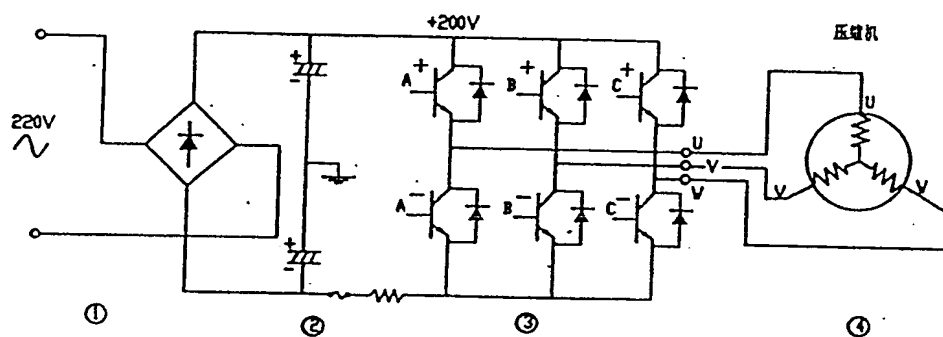 +200V
压缩机
220V
A + B + C +
U
V
W
A - B - C -
U
V
V
① ② ③ ④